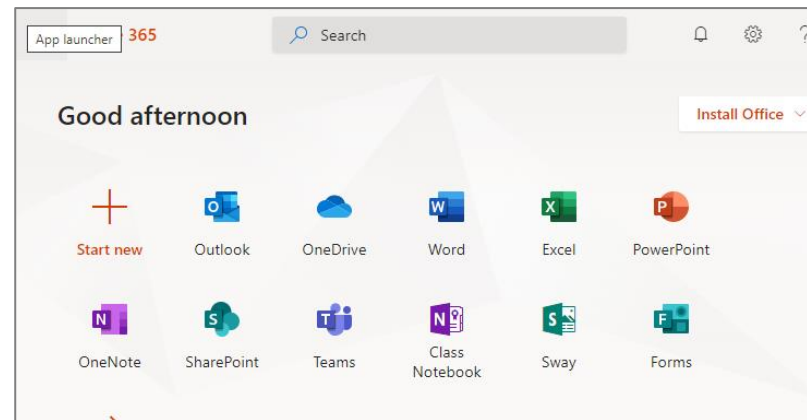 App launcher 365
Search
?
Good afternoon
Install Office
Start new
Outlook
OneDrive
Word
Excel
PowerPoint
OneNote
SharePoint
Teams
Class
Notebook
Sway
Forms